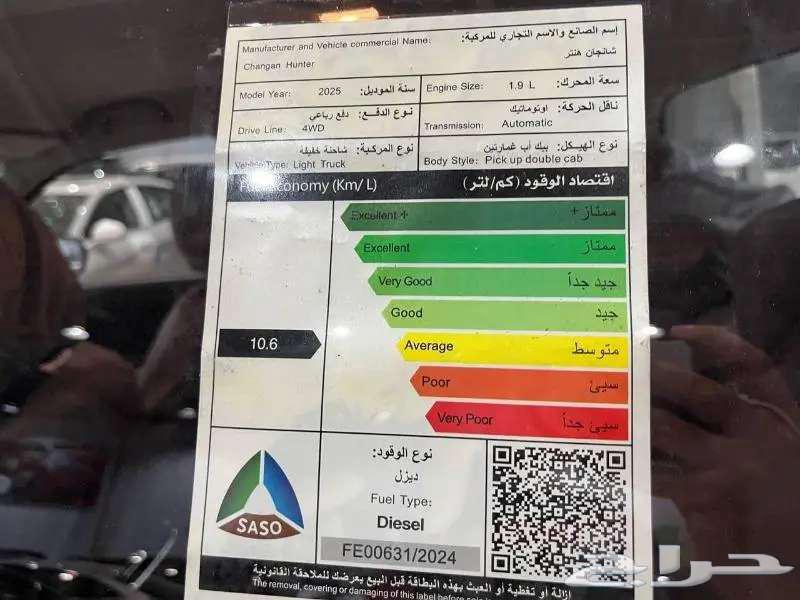 إسم الصانع والاسم التجاري للمركبة:
Manufacturer and Vehicle commercial Name:
شانجان هنتر
Changan Hunter
Model Year: 2025 سنة الموديل:
Engine Size: 1.9 L سعة المحرك:
نوع الدفع: دفع رباعي
Drive Line: 4WD
ناقل الحركة: اوتوماتيك
Transmission: Automatic
نوع المركبة: شاحنة خفيفة
Vehicle Type: Light Truck
نوع الهيكل: بيك أب غمارتين
Body Style: Pick up double cab
Fuel Economy (Km/ L) اقتصاد الوقود (كم/لتر)
Excellent + ممتاز +
Excellent ممتاز
Very Good جيد جداً
Good جيد
10.6
Average متوسط
Poor سيئ
Very Poor سيئ جداً
SASO
نوع الوقود:
ديزل
Fuel Type:
Diesel
FE00631/2024
إزالة أو تغطية أو العبث بهذه البطاقة قبل البيع يعرضك للملاحقة القانونية
The removal, covering or damaging of this label before
حراج